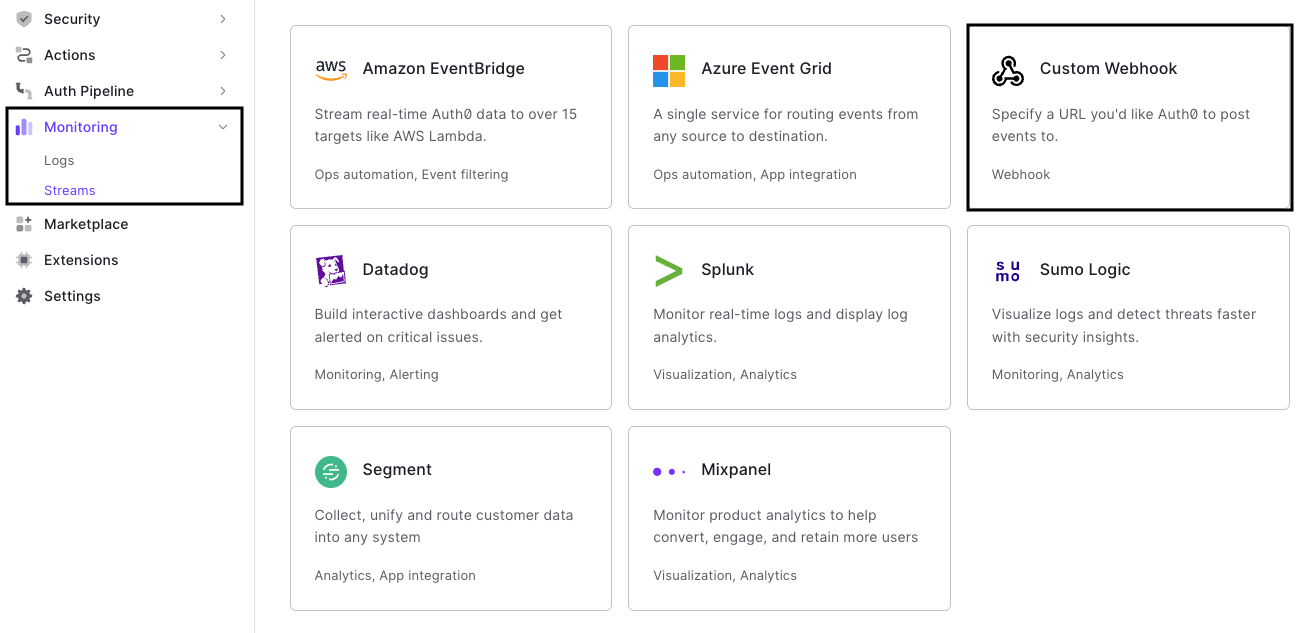 Security
Actions
Auth Pipeline
Monitoring
Logs
Streams
Marketplace
Extensions
Settings
aws
Amazon EventBridge
Stream real-time Auth0 data to over 15
targets like AWS Lambda.
Ops automation, Event filtering
Azure Event Grid
A single service for routing events from
any source to destination.
Ops automation, App integration
Custom Webhook
Specify a URL you'd like Auth0 to post
events to.
Webhook
Datadog
Build interactive dashboards and get
alerted on critical issues.
Monitoring, Alerting
Splunk
Monitor real-time logs and display log
analytics.
Visualization, Analytics
su
mo
Sumo Logic
Visualize logs and detect threats faster
with security insights.
Monitoring, Analytics
Segment
Collect, unify and route customer data
into any system
Analytics, App integration
Mixpanel
Monitor product analytics to help
convert, engage, and retain more users
Visualization, Analytics